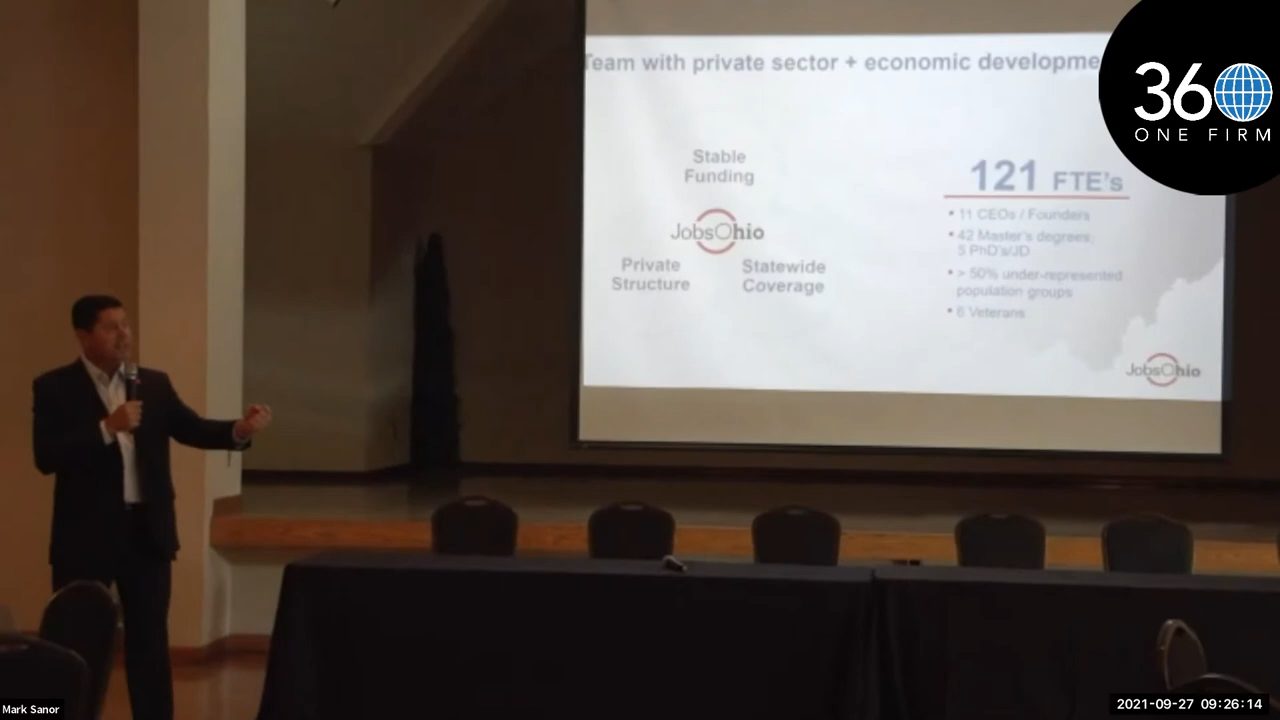 Team with private sector + economic developme
360
ONE FIRM
Stable
Funding
JobsOhio
Private
Structure
Statewide
Coverage
121 FTE's
• 11 CEOs / Founders
• 42 Master's degrees;
5 PhD's/JD
• > 50% under-represented
population groups
• 6 Veterans
JobsOhio
Mark Sanor
2021-09-27 09:26:14